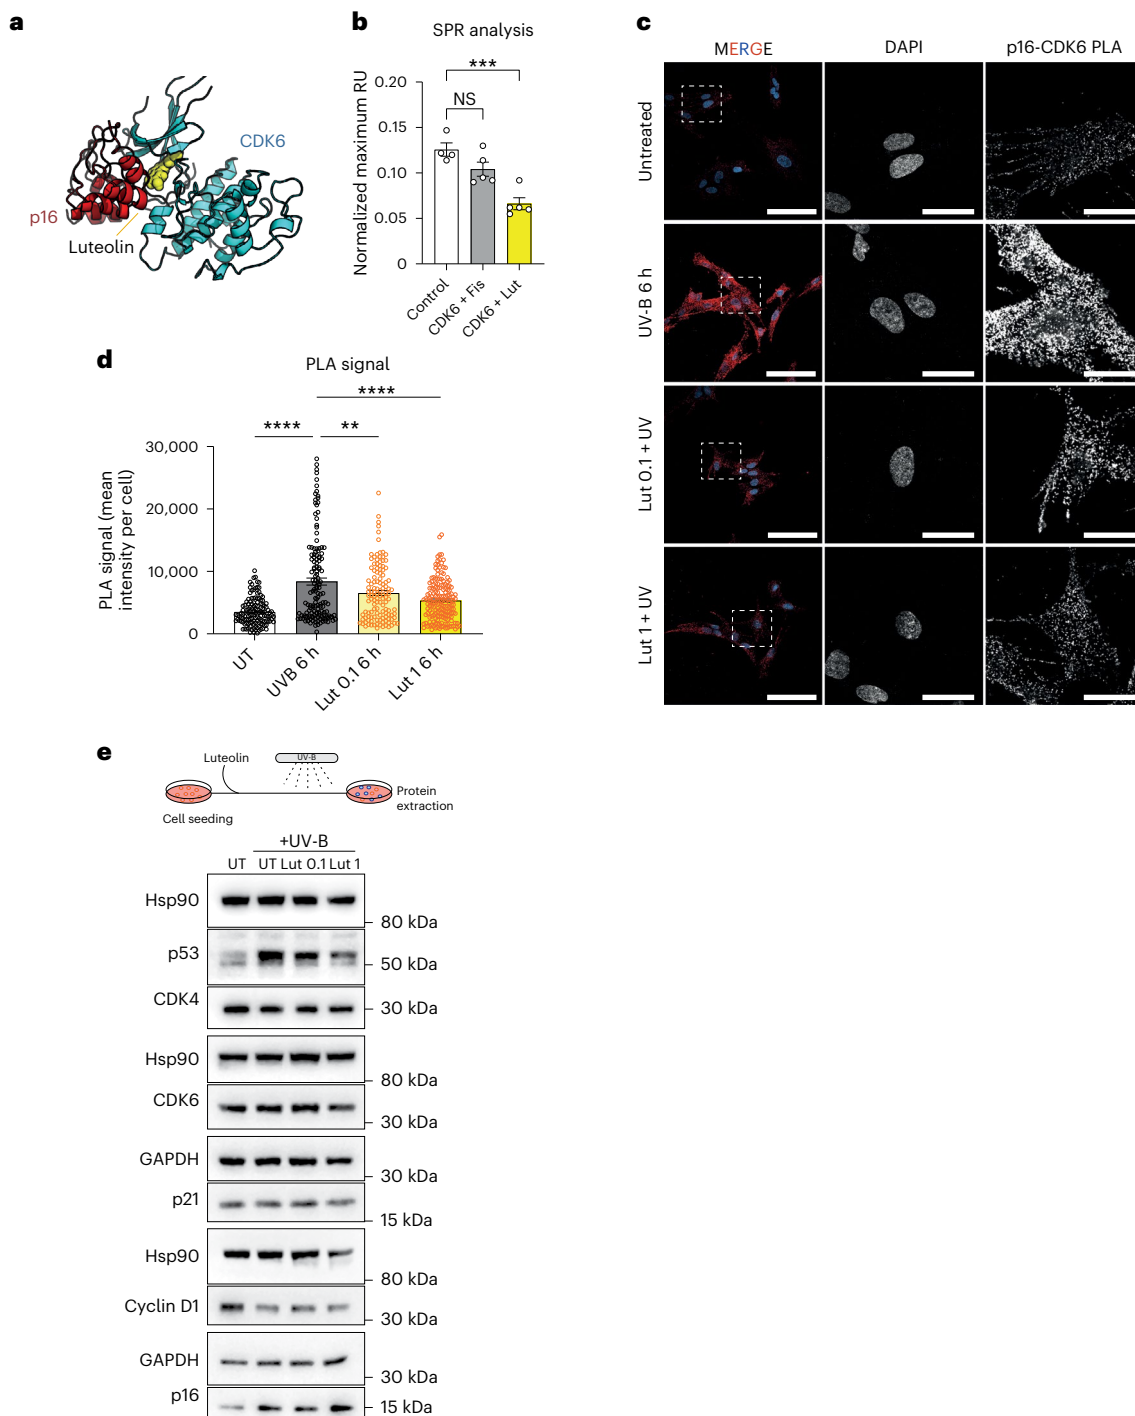 a
CDK6
p16
Luteolin
b
SPR analysis
***
NS
Normalized maximum RU
0.20
0.15
0.10
0.05
0
Control
CDK6 + Fis
CDK6 + Lut
c
MERGE
DAPI
p16-CDK6 PLA
Untreated
UV-B 6 h
Lut 0.1 + UV
Lut 1 + UV
d
PLA signal
****
****
**
PLA signal (mean
intensity per cell)
30,000
20,000
10,000
0
UT
UVB 6 h
Lut 0.1 6 h
Lut 1 6 h
e
Luteolin
UV-B
Cell seeding
Protein
extraction
+UV-B
UT UT Lut 0.1 Lut 1
Hsp90
80 kDa
p53
50 kDa
CDK4
30 kDa
Hsp90
80 kDa
CDK6
30 kDa
GAPDH
30 kDa
p21
15 kDa
Hsp90
80 kDa
Cyclin D1
30 kDa
GAPDH
30 kDa
p16
15 kDa